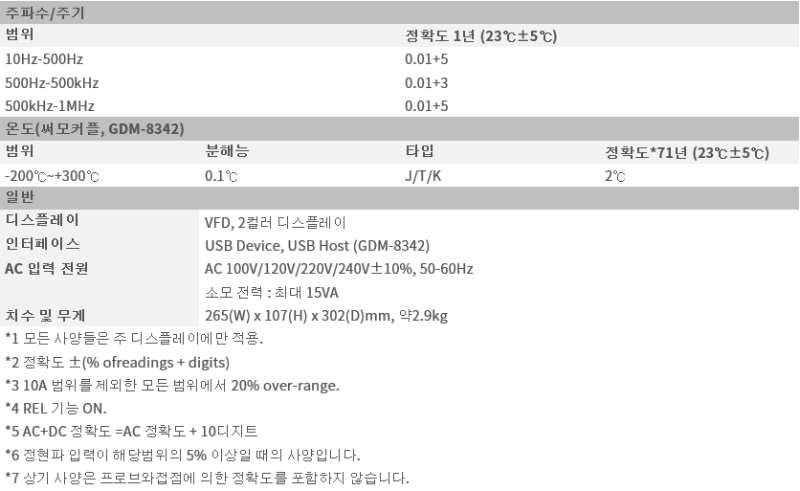 주파수/주기
범위 정확도 1년 (23℃±5℃)
10Hz-500Hz 0.01+5
500Hz-500kHz 0.01+3
500kHz-1MHz 0.01+5
온도(써모커플, GDM-8342)
범위 분해능 타입 정확도*71년 (23℃±5℃)
-200℃~+300℃ 0.1℃ J/T/K 2℃
일반
디스플레이 VFD, 2컬러 디스플레이
인터페이스 USB Device, USB Host (GDM-8342)
AC 입력 전원 AC 100V/120V/220V/240V±10%, 50-60Hz
소모 전력 : 최대 15VA
치수 및 무게 265(W) x 107(H) x 302(D)mm, 약2.9kg
*1 모든 사양들은 주 디스플레이에만 적용.
*2 정확도 ±(% ofreadings + digits)
*3 10A 범위를 제외한 모든 범위에서 20% over-range.
*4 REL 기능 ON.
*5 AC+DC 정확도 =AC 정확도 + 10디지트
*6 정현파 입력이 해당범위의 5% 이상일 때의 사양입니다.
*7 상기 사양은 프로브와접점에 의한 정확도를 포함하지 않습니다.